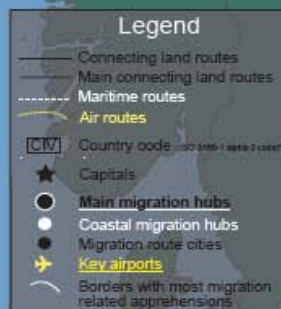 Legend
Connecting land routes
Main connecting land routes
Maritime routes
Air routes
CIV Country code
Capitals
Main migration hubs
Coastal migration hubs
Migration route cities
Key airports
Borders with most migration
related apprehensions